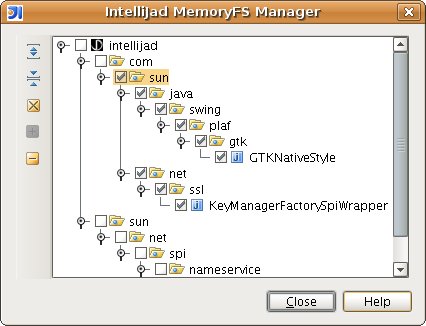 IntelliJad MemoryFS Manager
intellijad
com
sun
java
swing
plaf
gtk
GTKNativeStyle
net
ssl
KeyManagerFactorySpiWrapper
sun
net
spi
nameservice
Close
Help